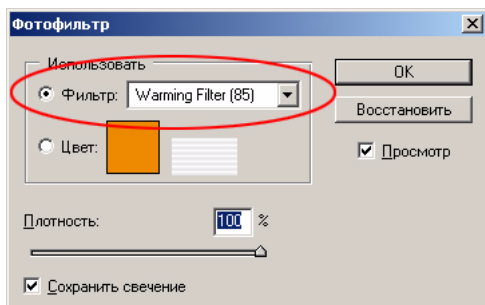 Фотофильтр
Использовать
Фильтр: Warming Filter (85)
Цвет:
OK
Восстановить
Просмотр
Плотность: 100 %
Сохранить свечение